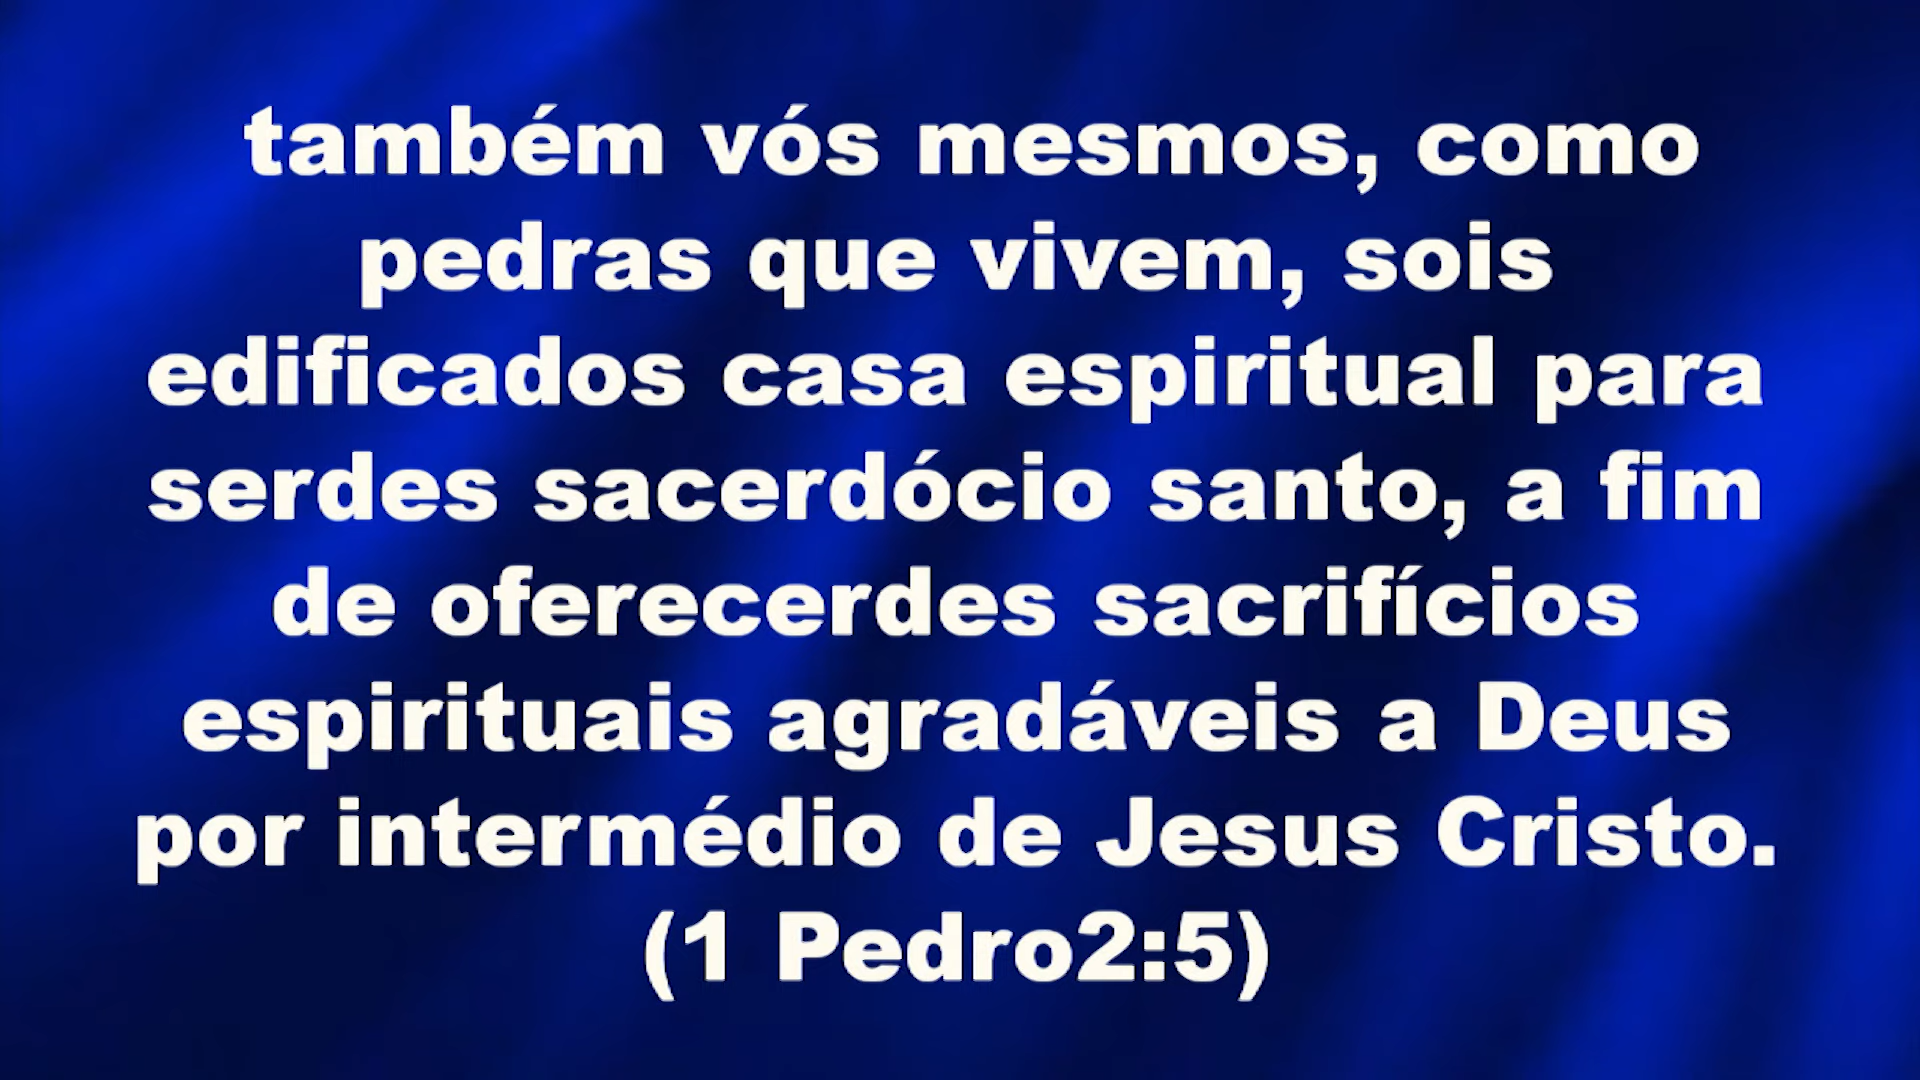 também vós mesmos, como
pedras que vivem, sois
edificados casa espiritual para
serdes sacerdócio santo, a fim
de oferecerdes sacrifícios
espirituais agradáveis a Deus
por intermédio de Jesus Cristo.
(1 Pedro2:5)